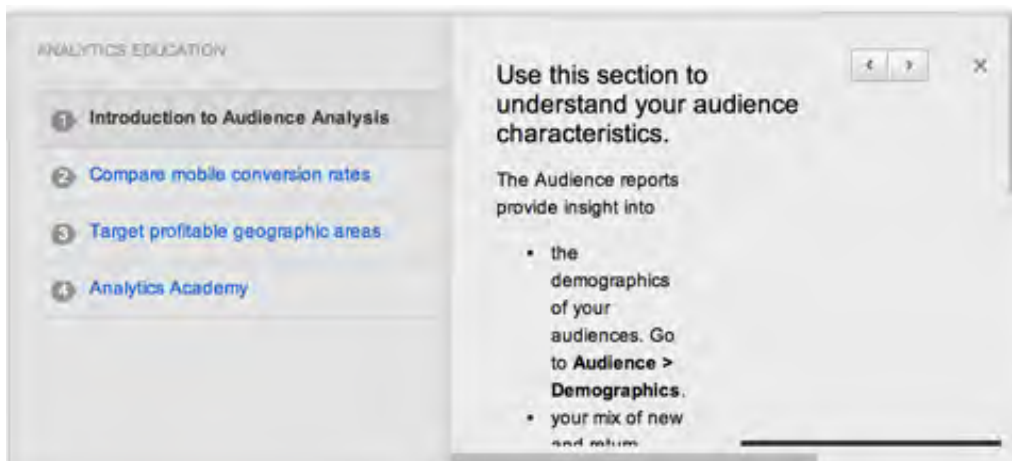 ANALYTICS EDUCATION
1 Introduction to Audience Analysis
2 Compare mobile conversion rates
3 Target profitable geographic areas
4 Analytics Academy
Use this section to
understand your audience
characteristics.
The Audience reports
provide insight into
• the
demographics
of your
audiences. Go
to Audience >
Demographics.
• your mix of new
and return